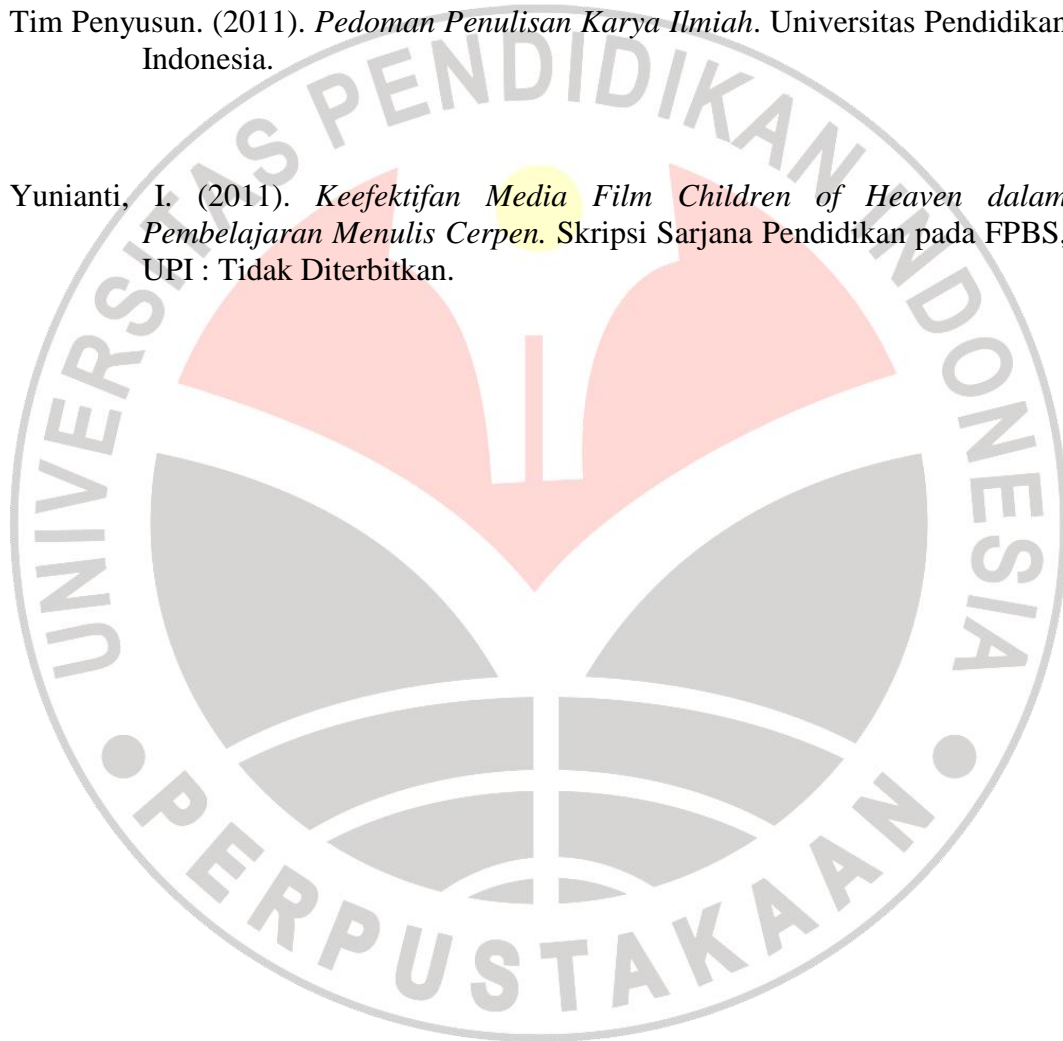 Tim Penyusun. (2011). Pedoman Penulisan Karya Ilmiah. Universitas Pendidikan
Indonesia.
Yunianti, I. (2011). Keefektifan Media Film Children of Heaven dalam
Pembelajaran Menulis Cerpen. Skripsi Sarjana Pendidikan pada FPBS,
UPI : Tidak Diterbitkan.
UNIVERSITAS PENDIDIKAN INDONESIA
PERPUSTAKAAN